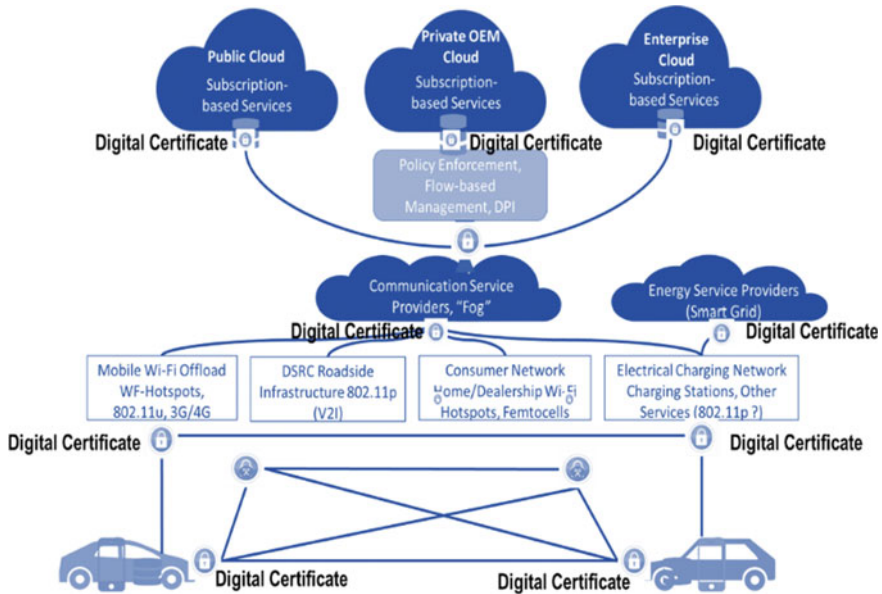 Public Cloud
Subscription-
based Services
Private OEM
Cloud
Subscription-
based Services
Enterprise
Cloud
Subscription-
based Services
Digital Certificate
Digital Certificate
Digital Certificate
Policy Enforcement,
Flow-based
Management, DPI
Communication Service
Providers, "Fog"
Energy Service Providers
(Smart Grid)
Digital Certificate
Digital Certificate
Mobile Wi-Fi Offload
WF-Hotspots,
802.11u, 3G/4G
DSRC Roadside
Infrastructure 802.11p
(V2I)
Consumer Network
Home/Dealership Wi-Fi
Hotspots, Femtocells
Electrical Charging Network
Charging Stations, Other
Services (802.11p ?)
Digital Certificate
Digital Certificate
Digital Certificate
Digital Certificate